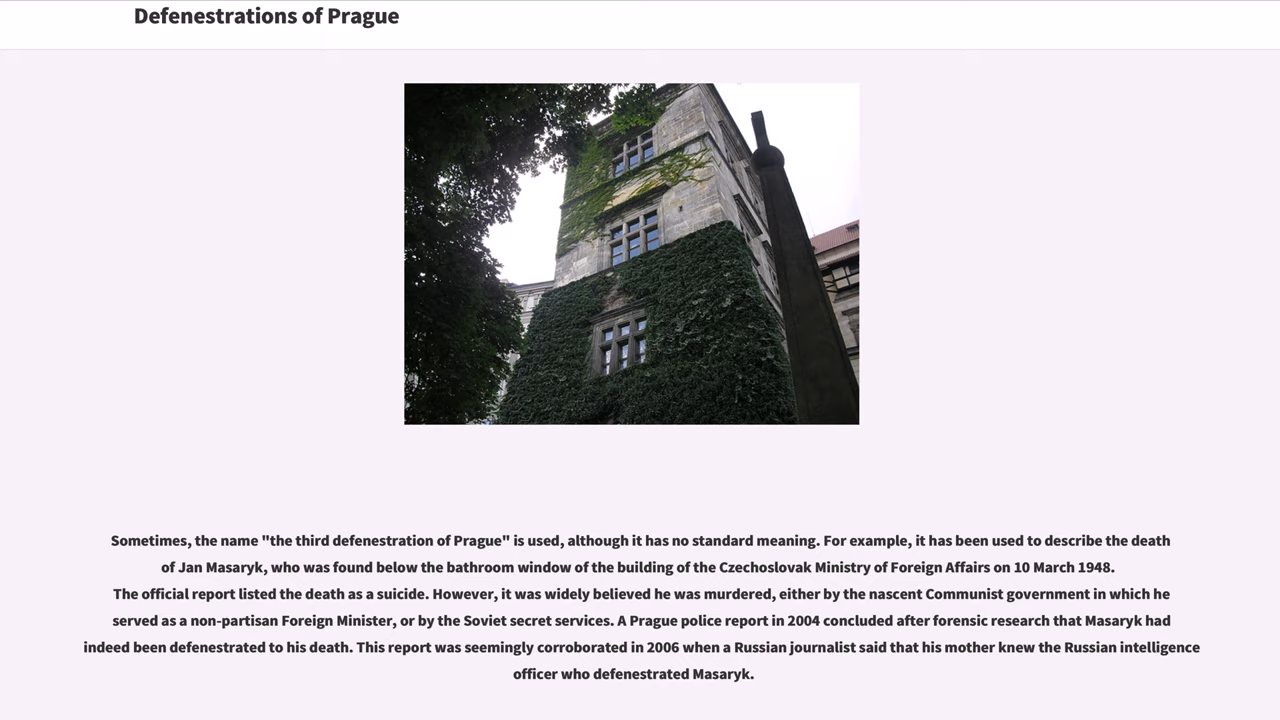 Defenestrations of Prague
Sometimes, the name "the third defenestration of Prague" is used, although it has no standard meaning. For example, it has been used to describe the death
of Jan Masaryk, who was found below the bathroom window of the building of the Czechoslovak Ministry of Foreign Affairs on 10 March 1948.
The official report listed the death as a suicide. However, it was widely believed he was murdered, either by the nascent Communist government in which he
served as a non-partisan Foreign Minister, or by the Soviet secret services. A Prague police report in 2004 concluded after forensic research that Masaryk had
indeed been defenestrated to his death. This report was seemingly corroborated in 2006 when a Russian journalist said that his mother knew the Russian intelligence
officer who defenestrated Masaryk.